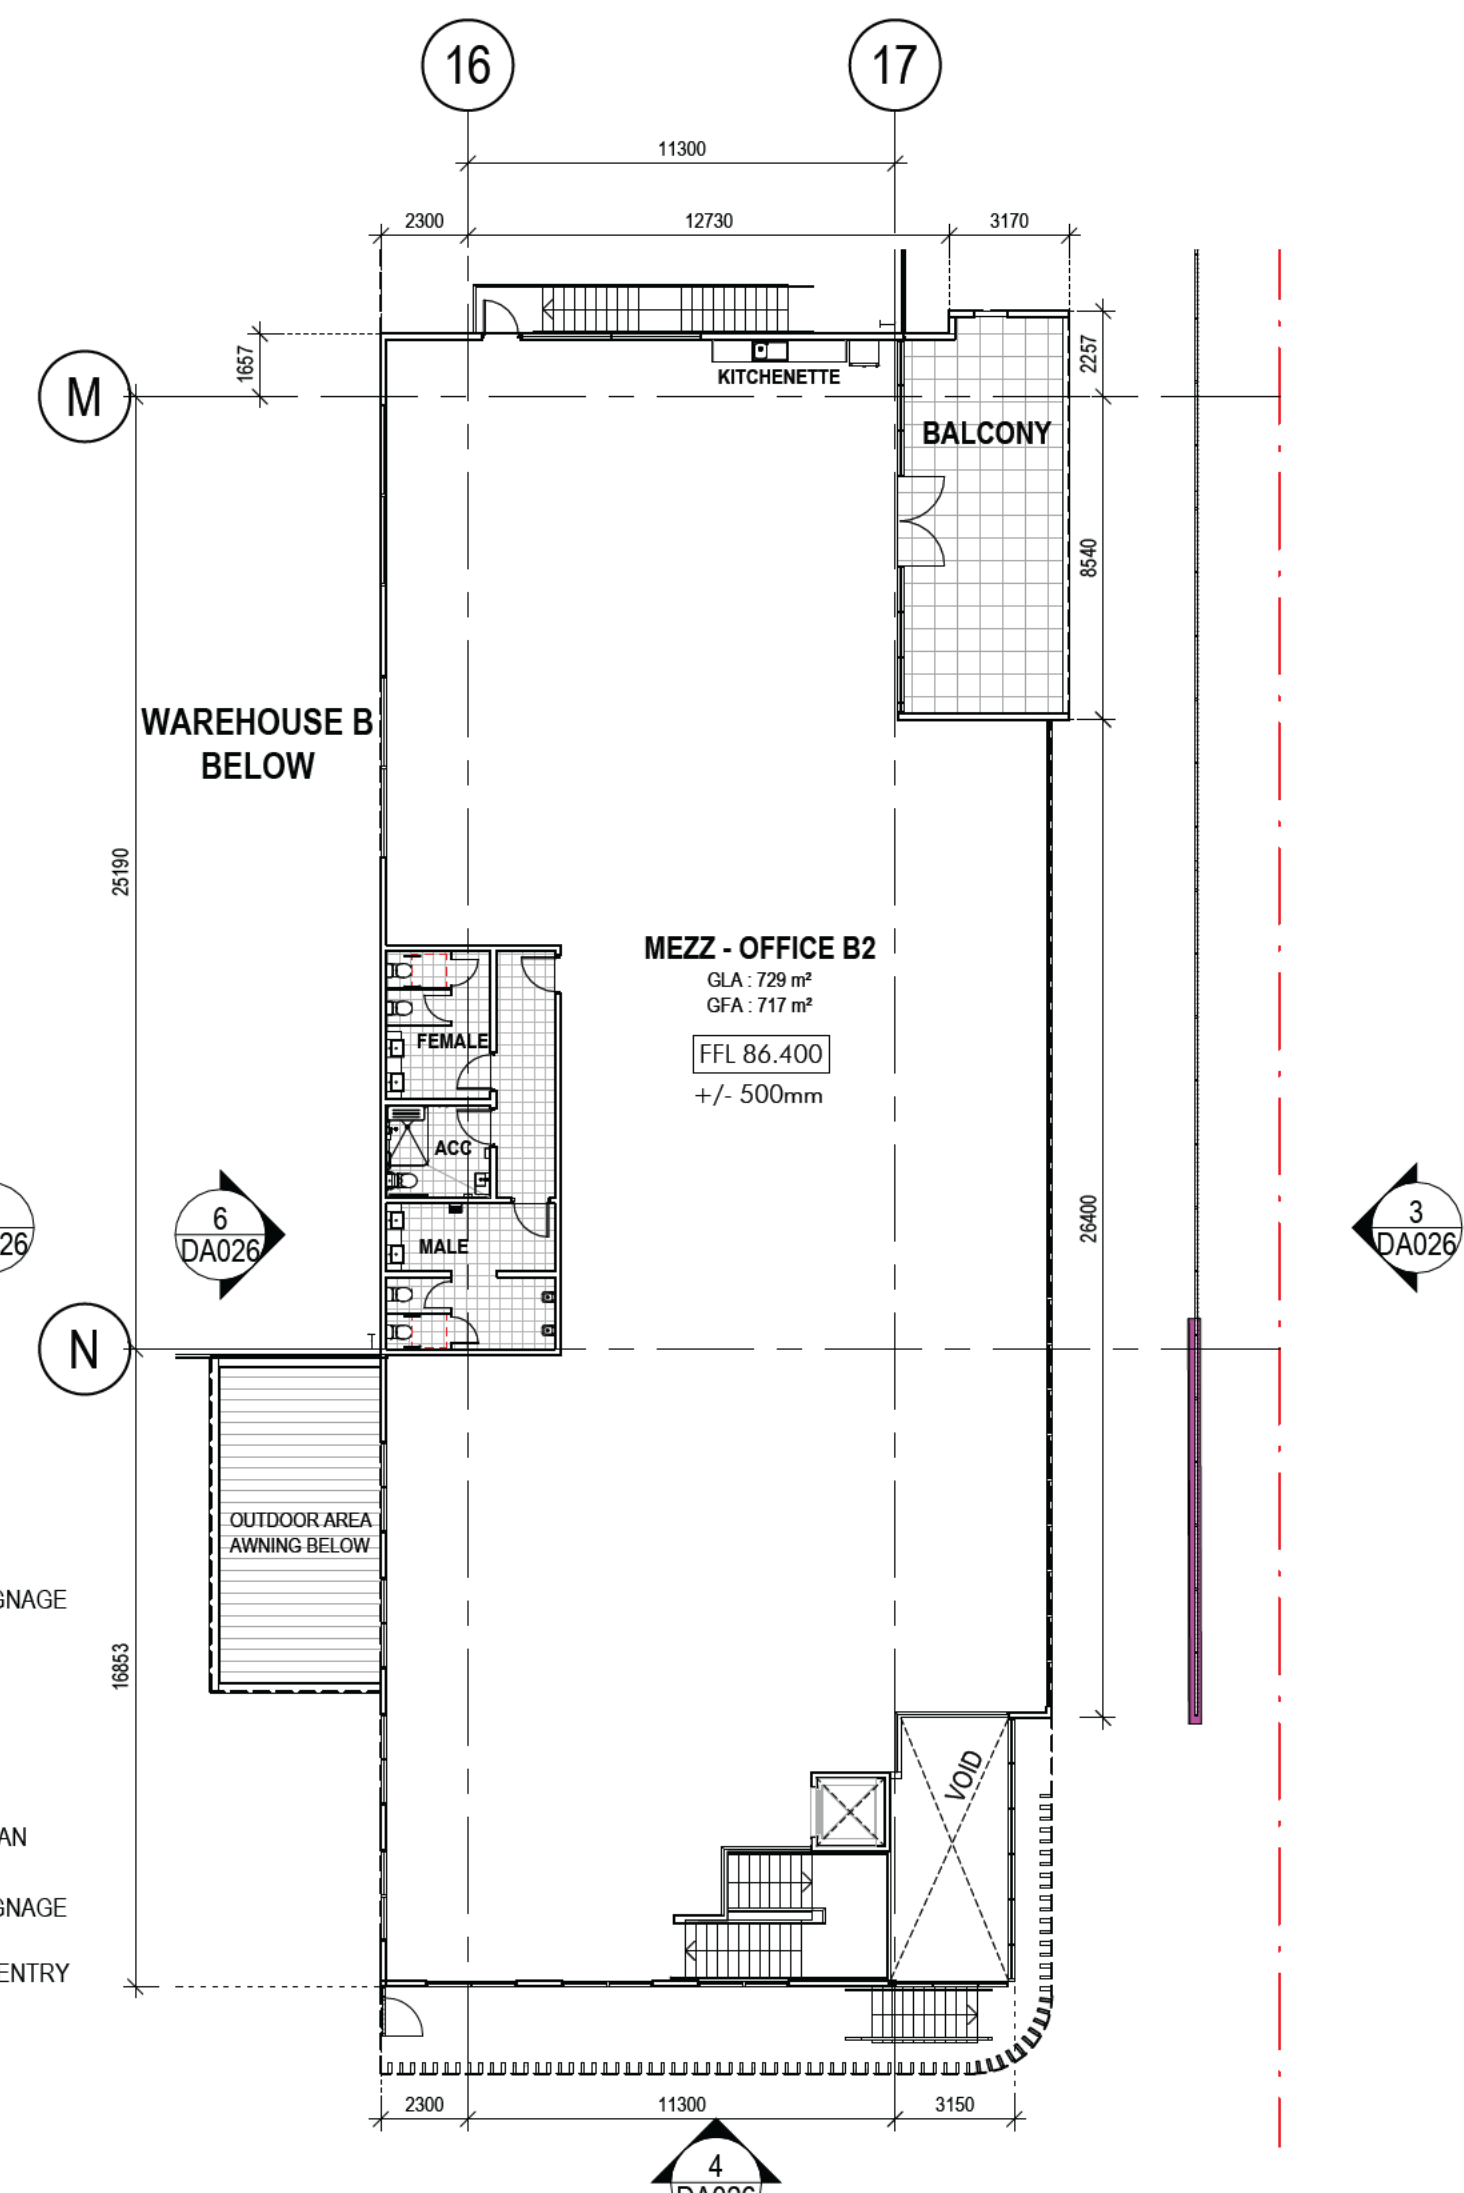 16
17
11300
2300
12730
3170
1657
2257
M
KITCHENETTE
BALCONY
8540
WAREHOUSE B
BELOW
25190
MEZZ - OFFICE B2
GLA : 729 m²
GFA : 717 m²
FFL 86.400
+/- 500mm
FEMALE
ACC
MALE
26400
26
6
DA026
3
DA026
N
OUTDOOR AREA
AWNING BELOW
GNAGE
16853
VOID
AN
GNAGE
ENTRY
2300
11300
3150
4
DA026